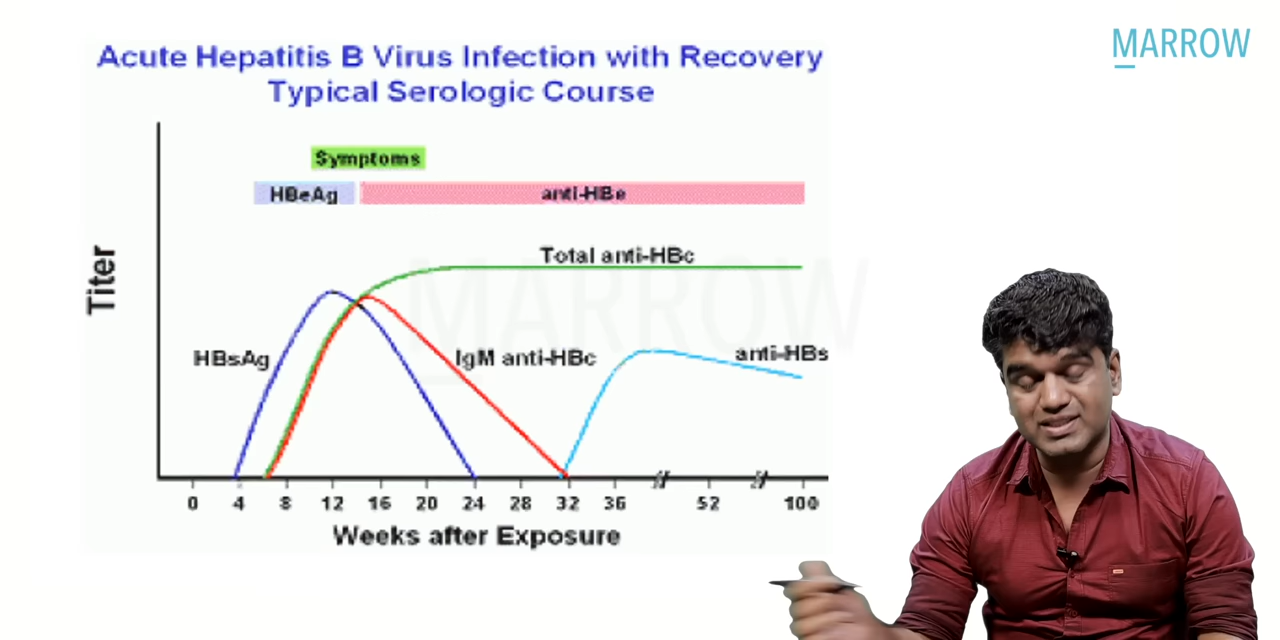 MARROW
Acute Hepatitis B Virus Infection with Recovery
Typical Serologic Course
Symptoms
HBeAg
anti-HBe
Total anti-HBc
MARROW
Titer
HBsAg
IgM anti-HBc
anti-HBs
0 4 8 12 16 20 24 28 32 36 52 100
Weeks after Exposure